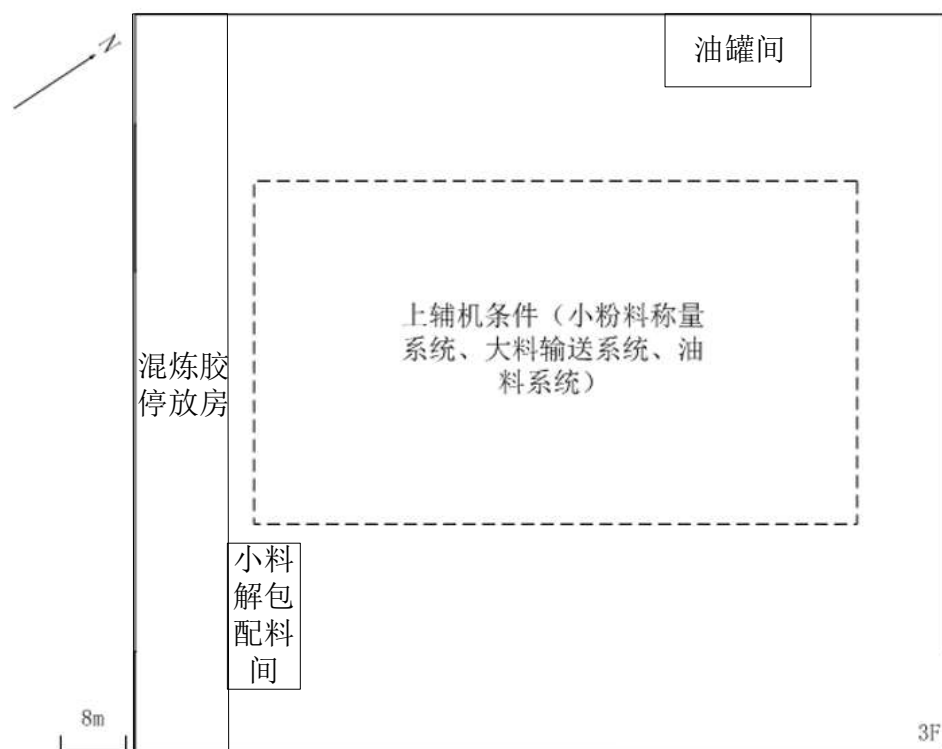 N
油罐间
上辅机条件（小粉料称量
系统、大料输送系统、油
料系统）
混炼胶
停放房
小料
解包
配料
间
8m
3F